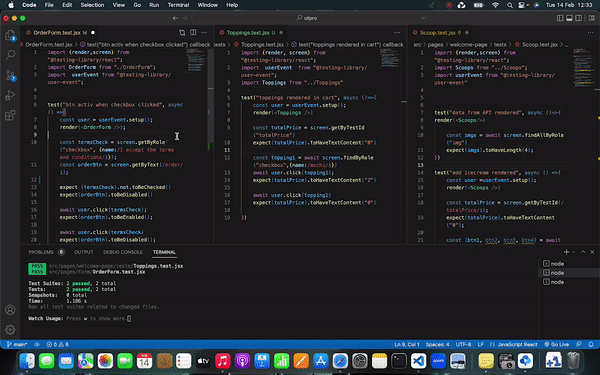 Code File Edit Selection View Go Run Terminal Window Help
Tue 14 Feb 12:33
utpro
OrderForm.test.jsx M
Toppings.test.jsx U
Scoop.test.jsx
OrderForm.test.jsx > test("btn activ when checkbox clicked") callback
import {render,screen} from
"@testing-library/react";
import OrderForm from "../OrderForm";
import userEvent from "@testing-library/
user-event";
test("btn activ when checkbox clicked", async
() =>{
const user = userEvent.setup();
render(<OrderForm />);
const termsCheck = screen.getByRole
("checkbox", {name:/I accept the terms
and conditions/i});
const orderBtn = screen.getByText(/order/
i);
expect (termsCheck).not.toBeChecked()
expect(orderBtn).toBeDisabled()
await user.click(termsCheck);
expect(orderBtn).toBeEnabled();
await user.click(termsCheck)
expect(orderBtn).toBeDisabled();
tests > Toppings.test.jsx > test("toppings rendered in cart") callback
import {render,screen} from
"@testing-library/react";
import userEvent from "@testing-library/
user-event";
import Toppings from "../Toppings"
test("toppings rendered in cart", async ()=>{
const user = userEvent.setup();
render(<Toppings />)
const totalPrice = screen.getByTestId
("totalPrice")
expect(totalPrice).toHaveTextContent("0")
const topping1 = await screen.findByRole
("checkbox",{name:/mochi/i})
await user.click(topping1);
expect(totalPrice).toHaveTextContent("2")
await user.click(topping1)
expect(totalPrice).toHaveTextContent("0")
})
src > pages > welcome-page > tests > Scoop.test.jsx > ...
import {render,screen} from
"@testing-library/react";
import Scoops from "../Scoops";
import userEvent from "@testing-library/
user-event";
test("data from API rendered", async () =>{
render(<Scoops/>)
const imgs = await screen.findAllByRole
("img")
expect(imgs).toHaveLength(4);
})
test("add icecream rendered", async () =>{
const user =userEvent.setup();
render(<Scoops />)
const totalPrice = screen.getByTestId(/
totalPrice/i);
expect(totalPrice).toHaveTextContent
("0");
const [btn1, btn2, btn3, btn4] = await
PROBLEMS OUTPUT DEBUG CONSOLE TERMINAL
PASS src/pages/welcome-page/tests/Toppings.test.jsx
PASS src/pages/form/OrderForm.test.jsx
Test Suites: 2 passed, 2 total
Tests: 2 passed, 2 total
Snapshots: 0 total
Time: 1.186 s
Ran all test suites related to changed files.
Watch Usage: Press w to show more.
node
node
node
main*
Ln 9, Col 1 Spaces: 4 UTF-8 LF JavaScript React Go Live